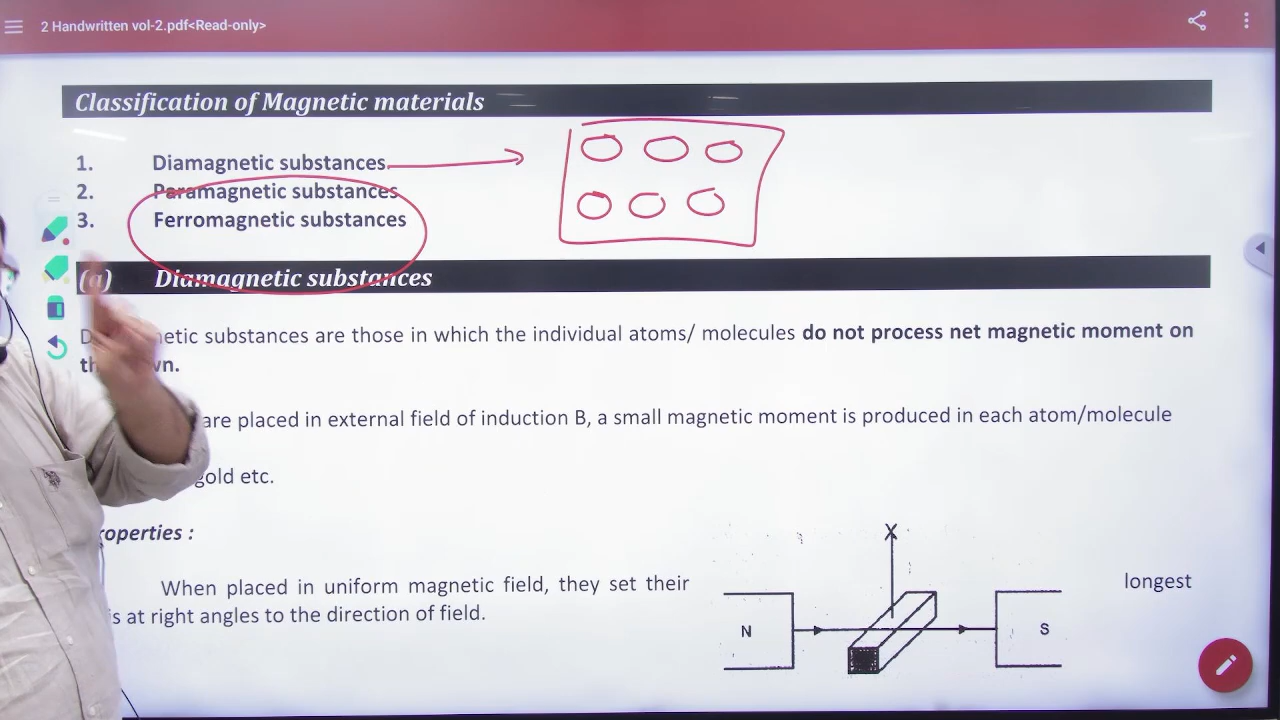 2 Handwritten vol-2.pdf<Read-only>
Classification of Magnetic materials
1. Diamagnetic substances
2. Paramagnetic substances
3. Ferromagnetic substances
(a) Diamagnetic substances
etic substances are those in which the individual atoms/ molecules do not process net magnetic moment on
are placed in external field of induction B, a small magnetic moment is produced in each atom/molecule
gold etc.
roperties :
When placed in uniform magnetic field, they set their longest
s at right angles to the direction of field.
X
N S